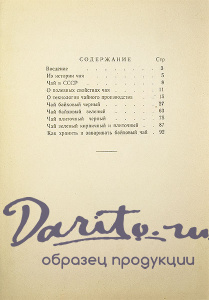 СОДЕРЖАНИЕ Стр.
Введение 3
Из истории чая 5
Чай в СССР 9
О полезных свойствах чая 11
О технологии чайного производства 15
Чай байховый черный 27
Чай байховый зеленый 63
Чай плиточный черный 75
Чай зеленый кирпичный и плиточный 87
Как хранить и заваривать байховый чай 92
Darito.ru
образец продукции